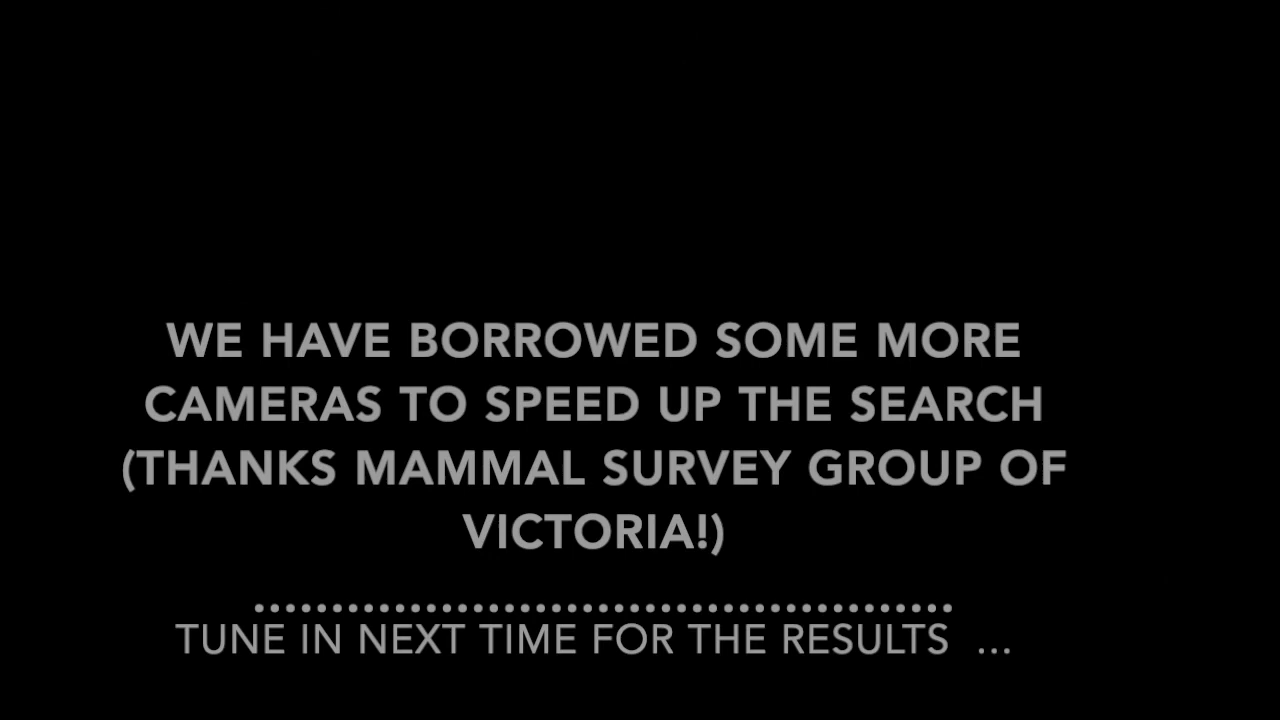 WE HAVE BORROWED SOME MORE
CAMERAS TO SPEED UP THE SEARCH
(THANKS MAMMAL SURVEY GROUP OF
VICTORIA!)
.............................................
TUNE IN NEXT TIME FOR THE RESULTS ...